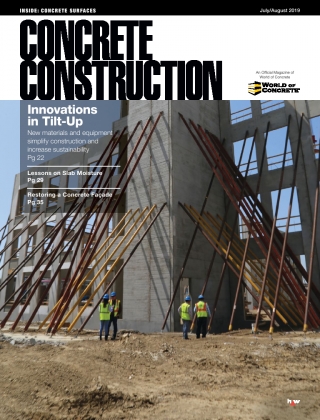 INSIDE: CONCRETE SURFACES
July/August 2019
CONCRETE
CONSTRUCTION
An Official Magazine of
World of Concrete
WORLD OF
CONCRETE
Innovations
in Tilt-Up
New materials and equipment
simplify construction and
increase sustainability
Pg 22
Lessons on Slab Moisture
Pg 28
Restoring a Concrete Façade
Pg 35